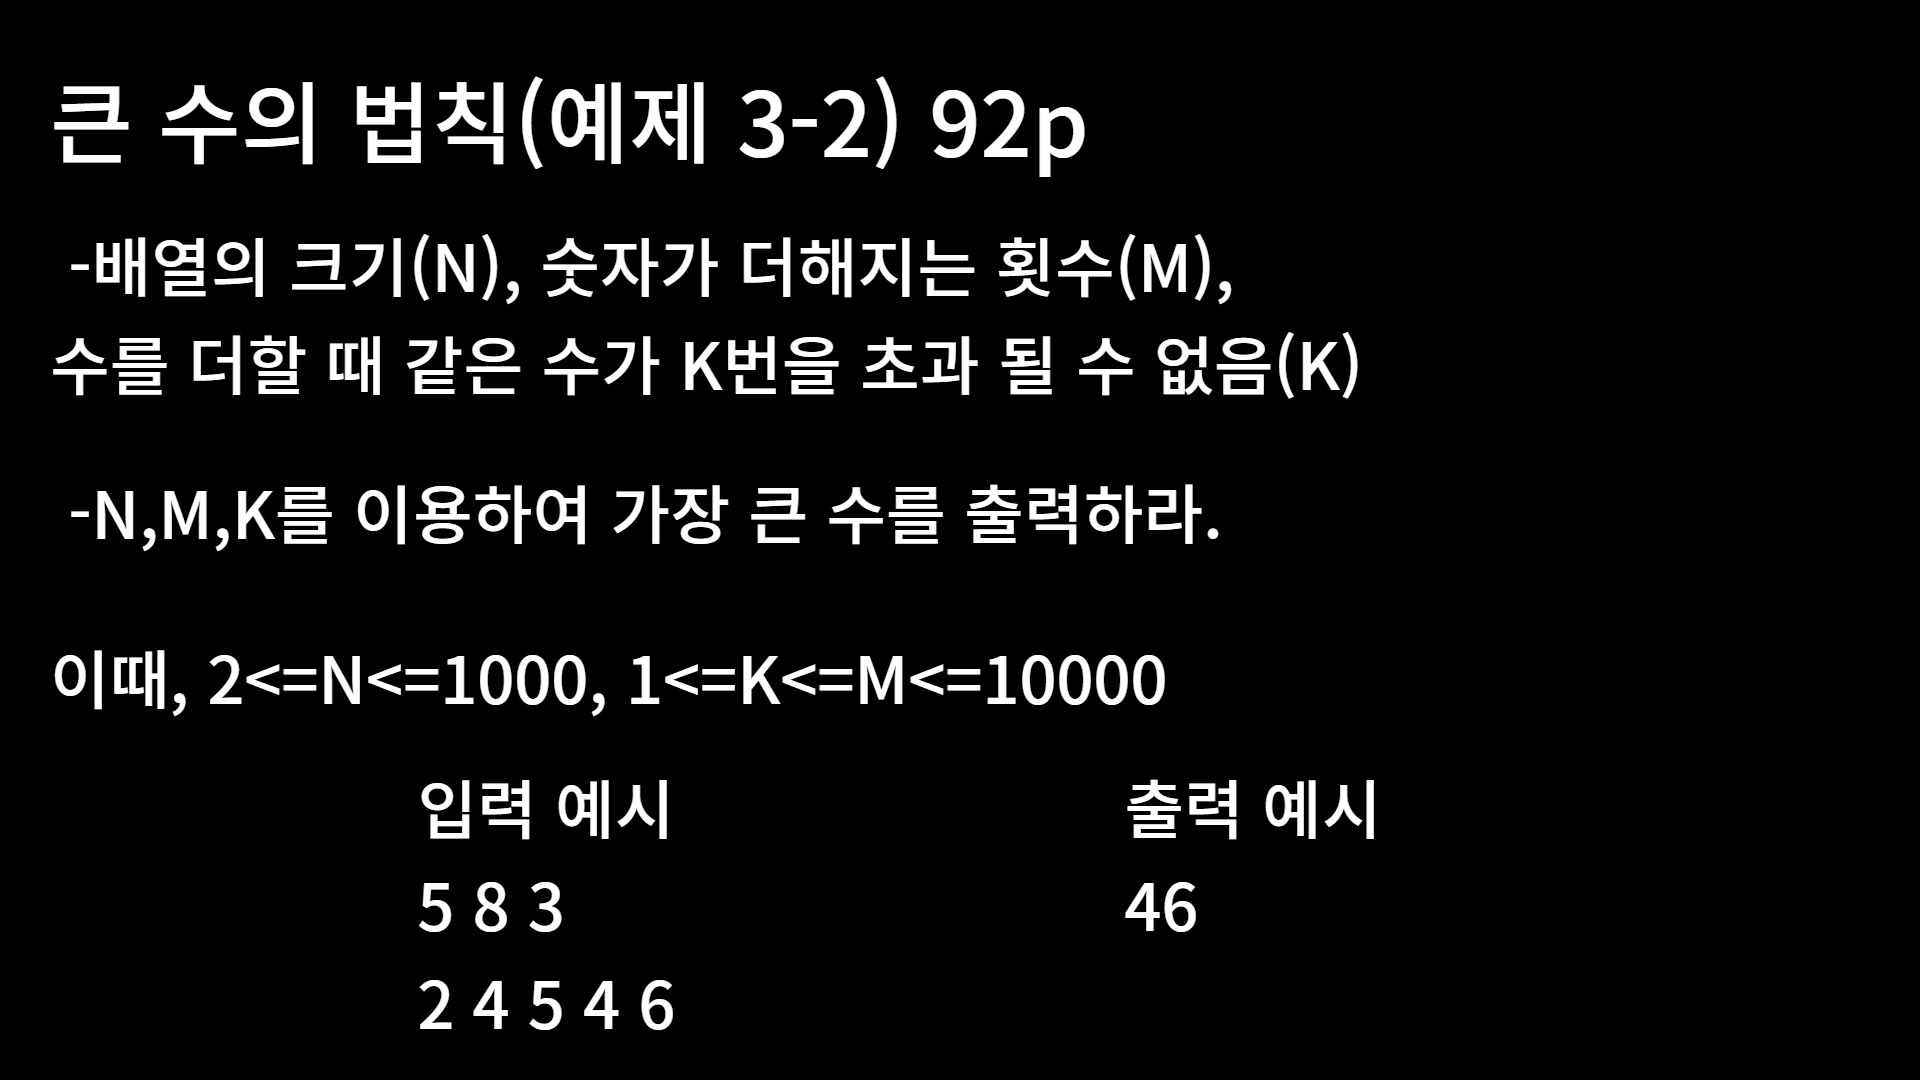 큰 수의 법칙(예제 3-2) 92p
-배열의 크기(N), 숫자가 더해지는 횟수(M),
수를 더할 때 같은 수가 K번을 초과 될 수 없음(K)
-N,M,K를 이용하여 가장 큰 수를 출력하라.
이때, 2<=N<=1000, 1<=K<=M<=10000
입력 예시 출력 예시
5 8 3 46
2 4 5 4 6